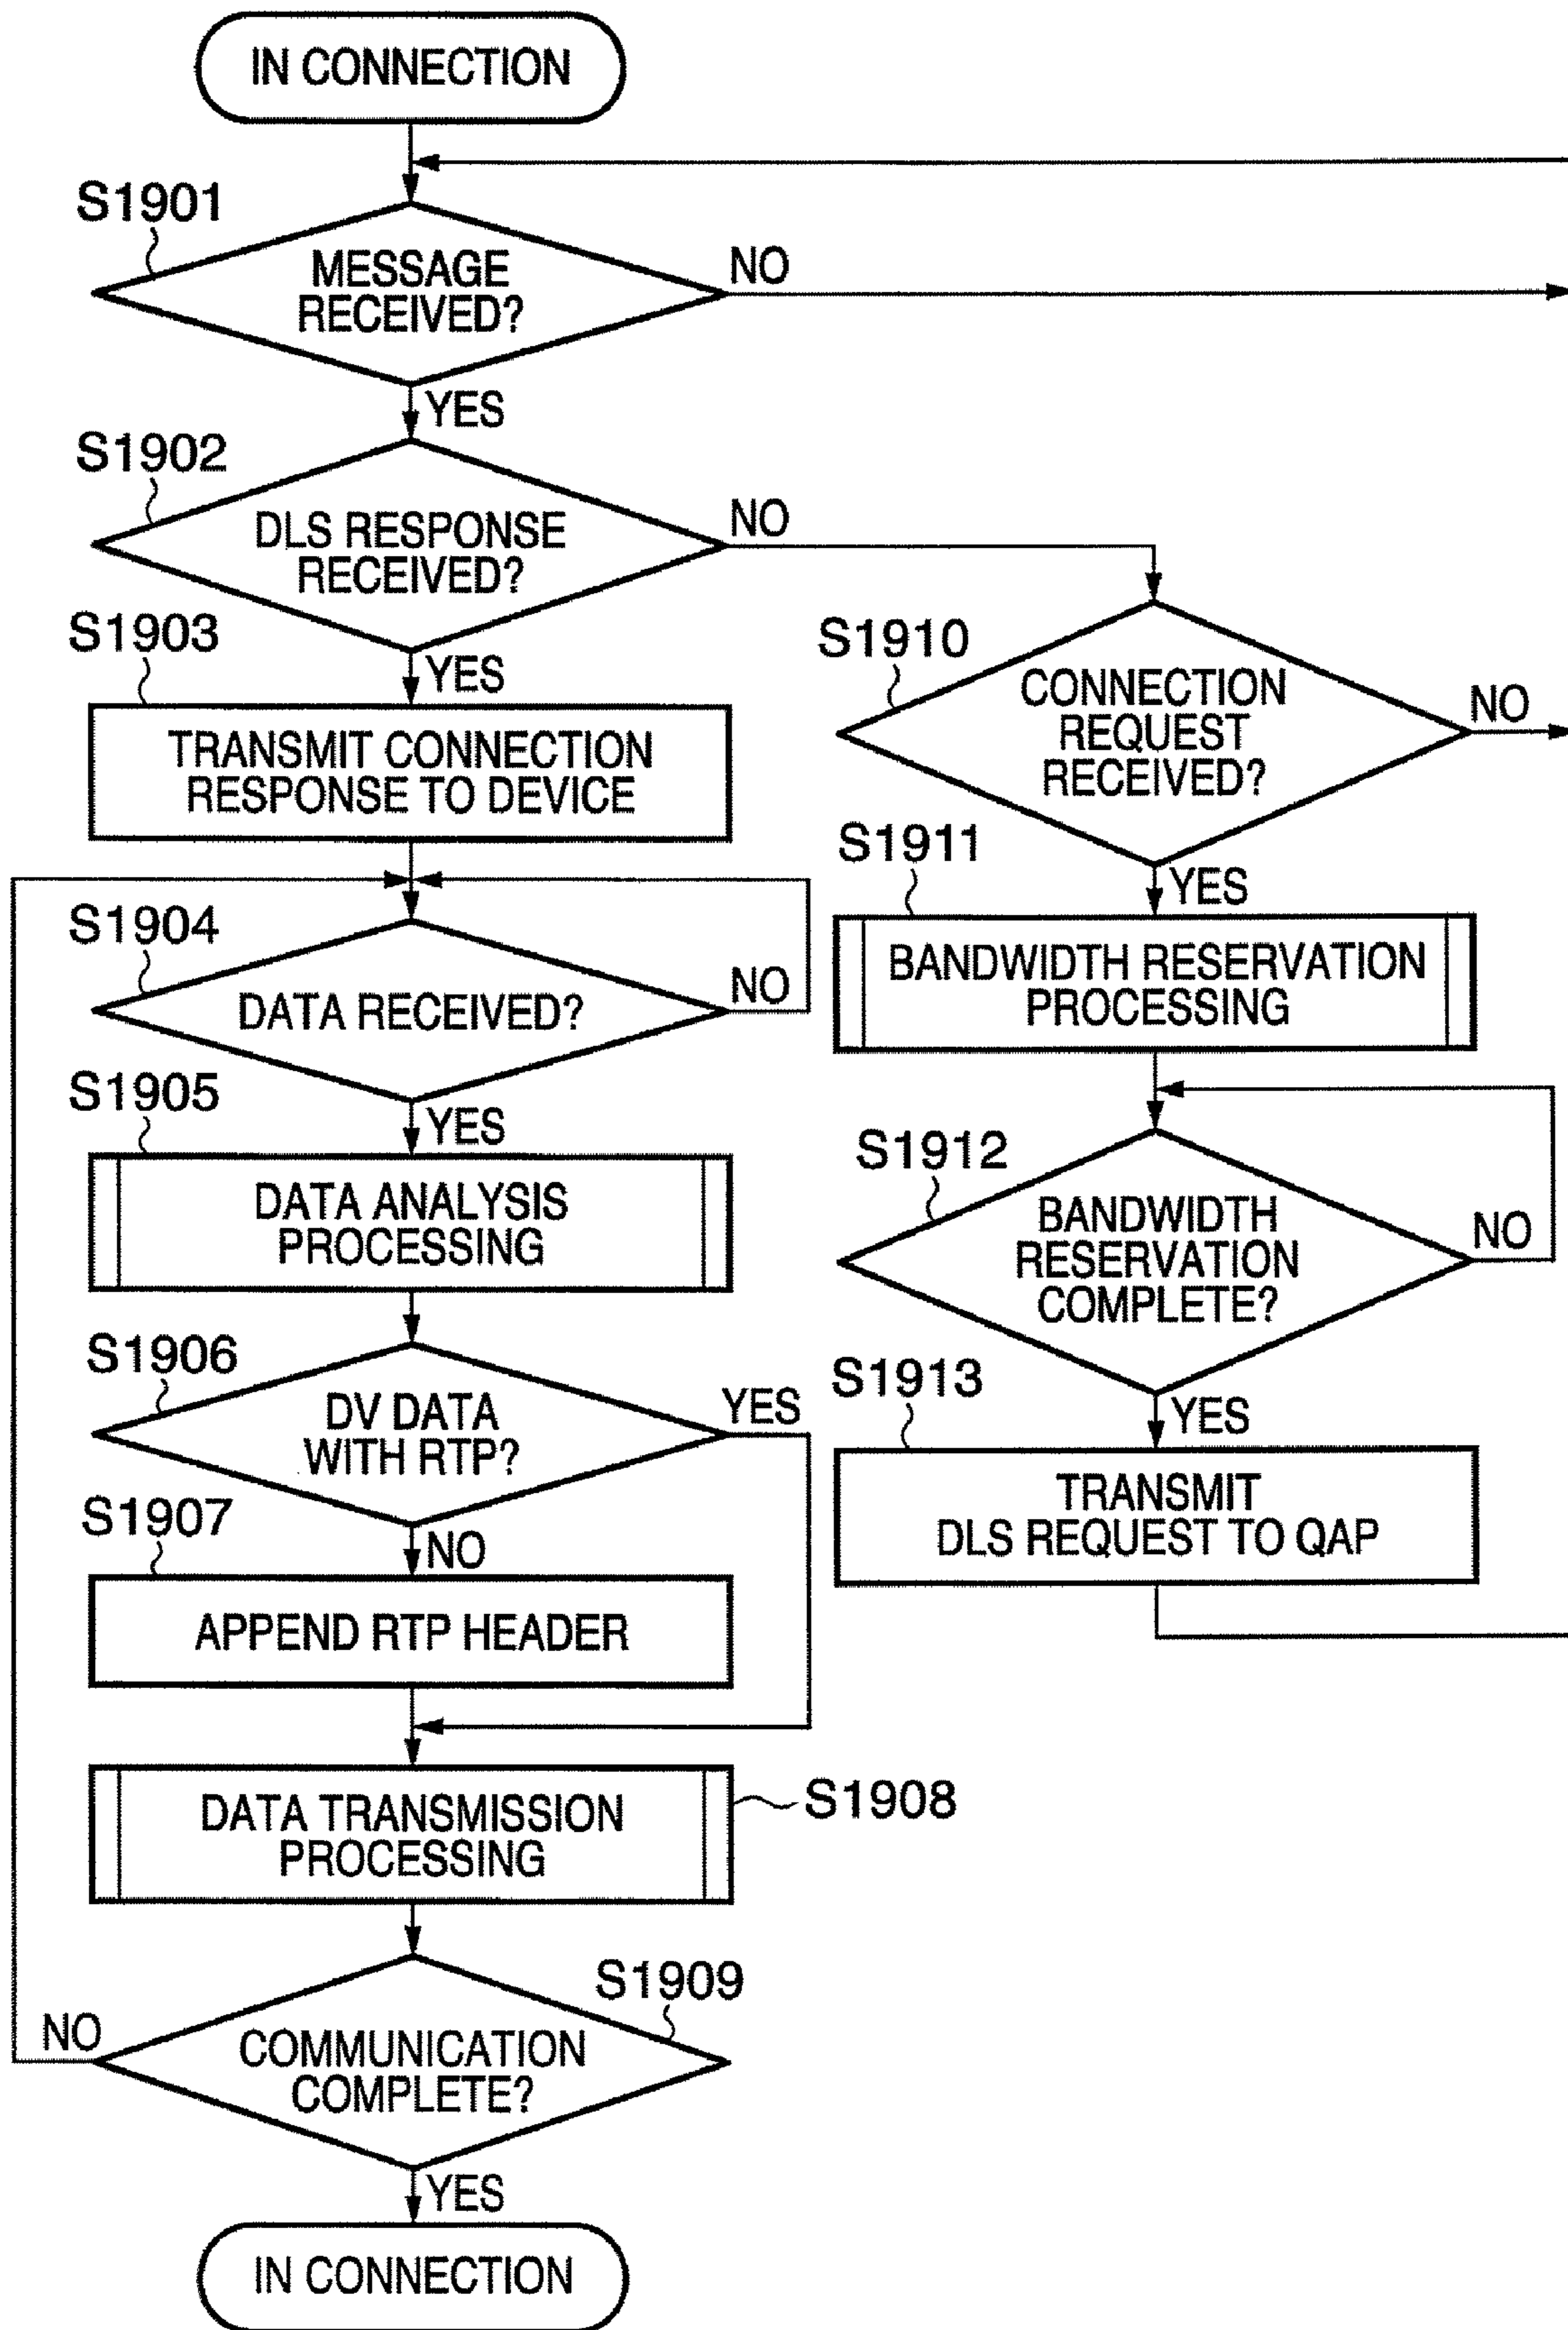 IN CONNECTION
S1901
MESSAGE
RECEIVED?
NO
YES
S1902
DLS RESPONSE
RECEIVED?
NO
YES
S1903
TRANSMIT CONNECTION
RESPONSE TO DEVICE
S1904
DATA RECEIVED?
NO
YES
S1905
DATA ANALYSIS
PROCESSING
S1906
DV DATA
WITH RTP?
YES
NO
S1907
APPEND RTP HEADER
DATA TRANSMISSION
PROCESSING
S1908
S1909
COMMUNICATION
COMPLETE?
NO
YES
IN CONNECTION
S1910
CONNECTION
REQUEST
RECEIVED?
NO
YES
S1911
BANDWIDTH RESERVATION
PROCESSING
S1912
BANDWIDTH
RESERVATION
COMPLETE?
NO
YES
S1913
TRANSMIT
DLS REQUEST TO QAP